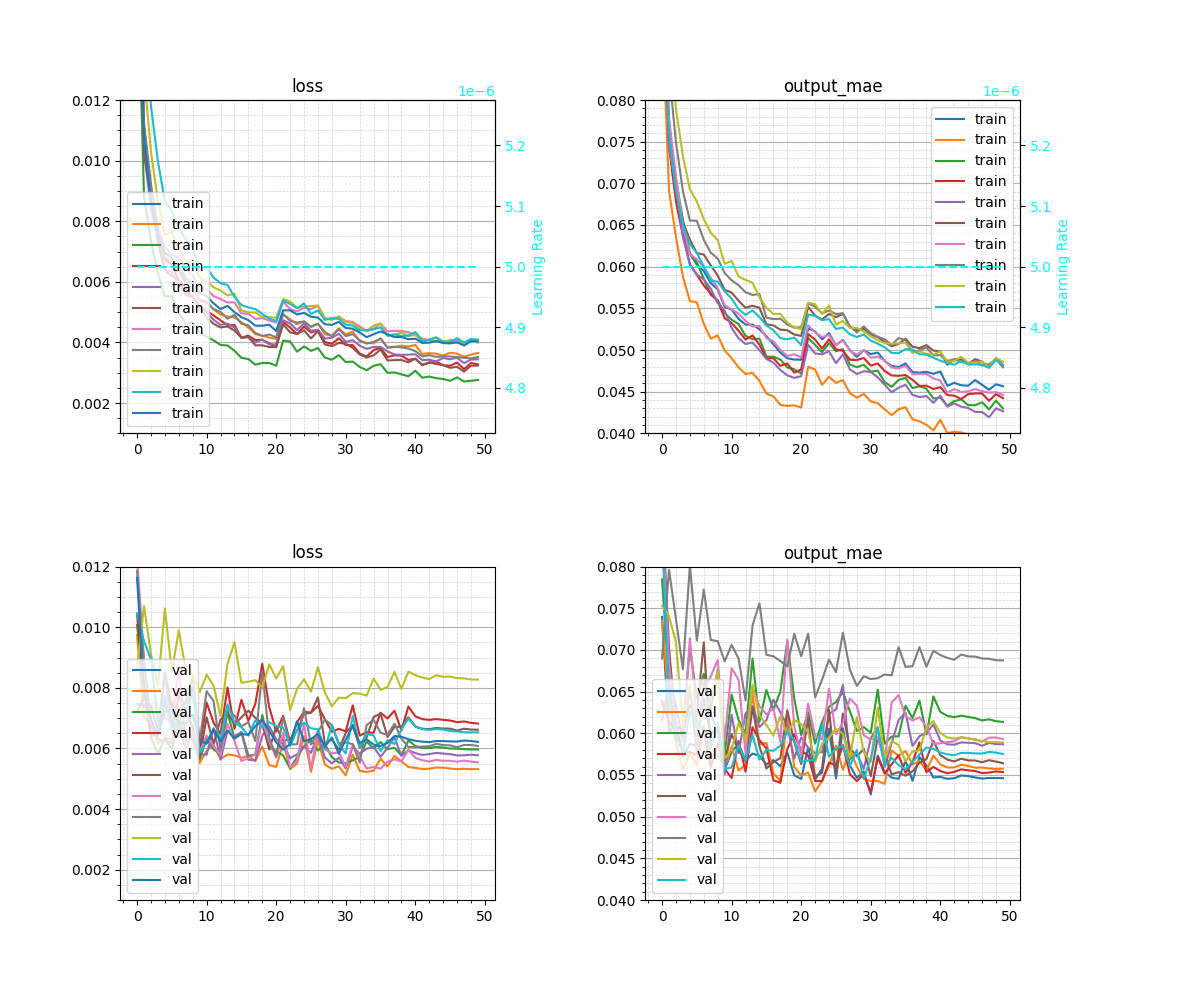 loss
1e−6
0.012
0.010
0.008
0.006
0.004
0.002
train
train
train
train
train
train
train
train
train
train
train
5.2
5.1
5.0
4.9
4.8
Learning Rate
0 10 20 30 40 50
output_mae
1e−6
0.080
0.075
0.070
0.065
0.060
0.055
0.050
0.045
0.040
train
train
train
train
train
train
train
train
train
train
5.2
5.1
5.0
4.9
4.8
Learning Rate
0 10 20 30 40 50
loss
0.012
0.010
0.008
0.006
0.004
0.002
val
val
val
val
val
val
val
val
val
val
val
0 10 20 30 40 50
output_mae
0.080
0.075
0.070
0.065
0.060
0.055
0.050
0.045
0.040
val
val
val
val
val
val
val
val
val
val
0 10 20 30 40 50